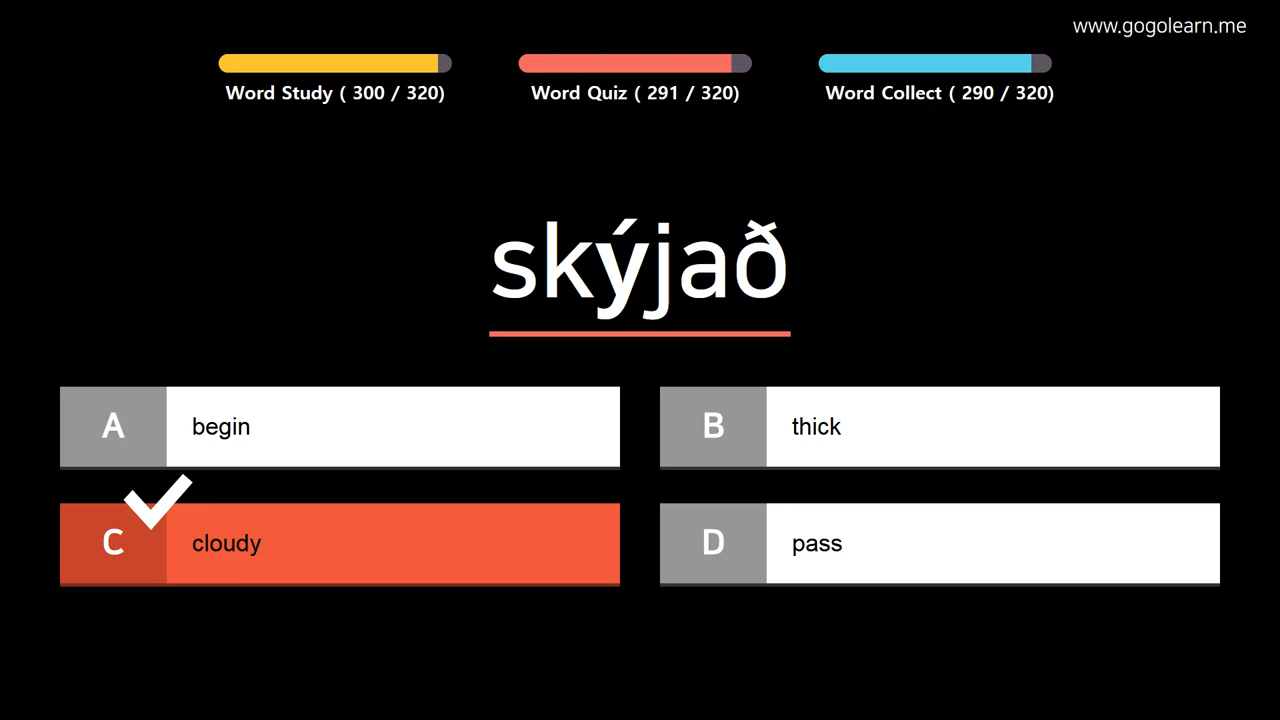 www.gogolearn.me
Word Study ( 300 / 320)
Word Quiz ( 291 / 320)
Word Collect ( 290 / 320)
skýjað
A begin
B thick
C cloudy
D pass